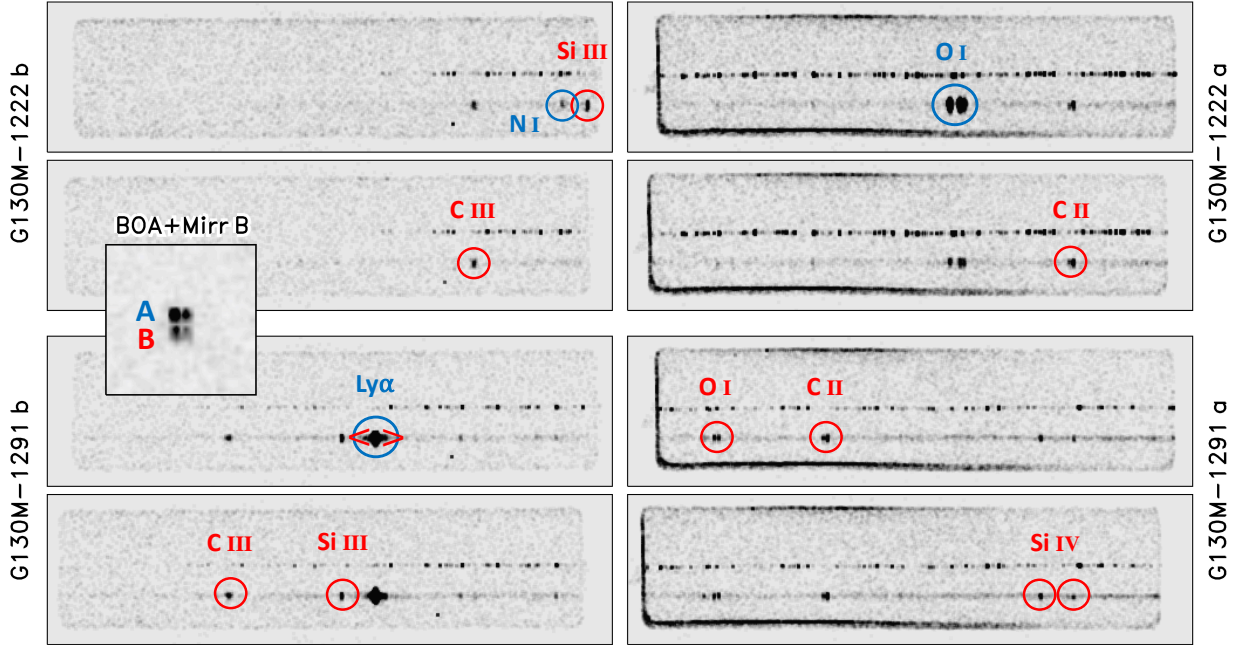 G130M–1222 b
Si III
N I
O I
G130M–1222 a
C III
C II
BOA+Mirr B
A
B
G130M–1291 b
Lyα
O I
C II
G130M–1291 a
C III
Si III
Si IV